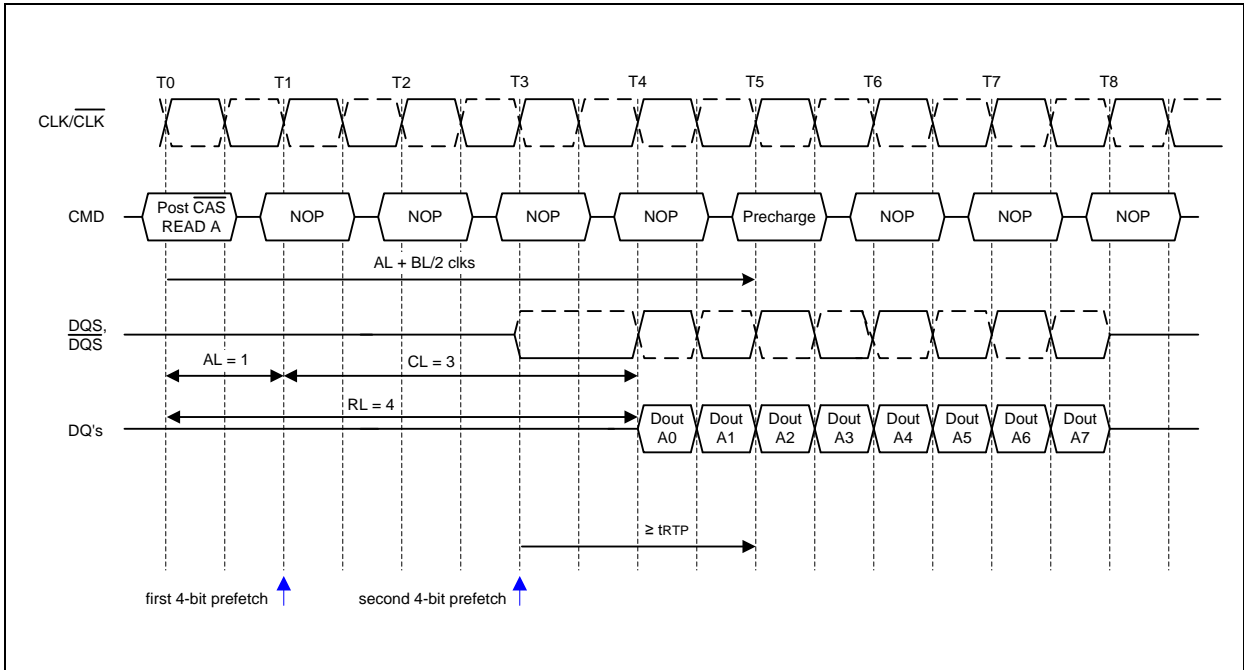 T0 T1 T2 T3 T4 T5 T6 T7 T8
CLK/C̅L̅K̅
CMD
Post C̅A̅S̅
READ A
NOP NOP NOP NOP Precharge NOP NOP NOP
AL + BL/2 clks
DQS,
D̅Q̅S̅
AL = 1
CL = 3
RL = 4
DQ's
Dout
A0
Dout
A1
Dout
A2
Dout
A3
Dout
A4
Dout
A5
Dout
A6
Dout
A7
≥ tRTP
first 4-bit prefetch
second 4-bit prefetch